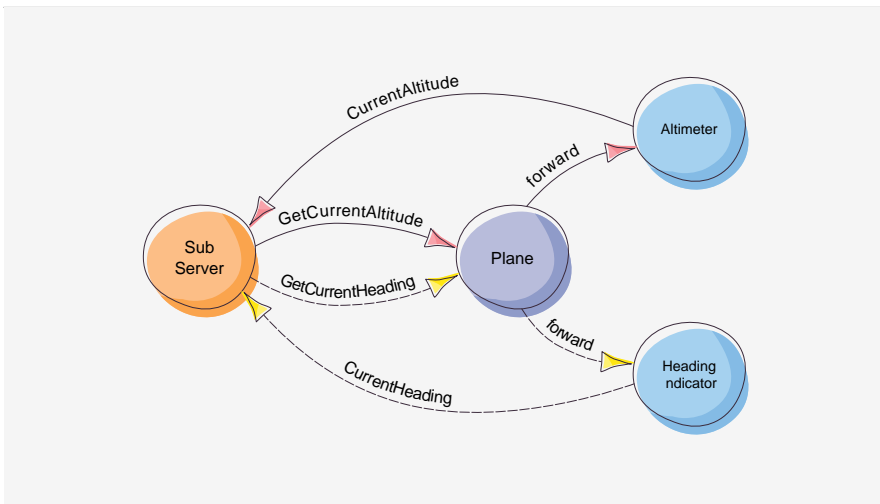 CurrentAltitude
Altimeter
forward
GetCurrentAltitude
Sub
Server
Plane
GetCurrentHeading
forward
Heading
ndicator
CurrentHeading